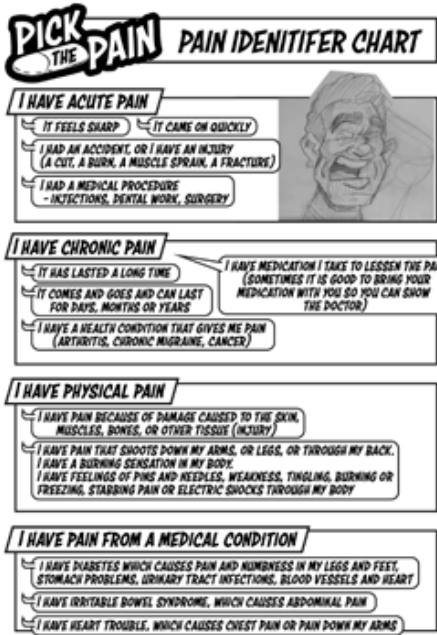 PICK
THE
PAIN
PAIN IDENITIFER CHART
I HAVE ACUTE PAIN
IT FEELS SHARP
IT CAME ON QUICKLY
I HAD AN ACCIDENT, OR I HAVE AN INJURY
(A CUT, A BURN, A MUSCLE SPRAIN, A FRACTURE)
I HAD A MEDICAL PROCEDURE
- INJECTIONS, DENTAL WORK, SURGERY
I HAVE CHRONIC PAIN
IT HAS LASTED A LONG TIME
I HAVE MEDICATION I TAKE TO LESSEN THE PA
(SOMETIMES IT IS GOOD TO BRING YOUR
MEDICATION WITH YOU SO YOU CAN SHOW
THE DOCTOR)
IT COMES AND GOES AND CAN LAST
FOR DAYS, MONTHS OR YEARS
I HAVE A HEALTH CONDITION THAT GIVES ME PAIN
(ARTHRITIS, CHRONIC MIGRAINE, CANCER)
I HAVE PHYSICAL PAIN
I HAVE PAIN BECAUSE OF DAMAGE CAUSED TO THE SKIN,
MUSCLES, BONES, OR OTHER TISSUE (INJURY)
I HAVE PAIN THAT SHOOTS DOWN MY ARMS, OR LEGS, OR THROUGH MY BACK.
I HAVE A BURNING SENSATION IN MY BODY.
I HAVE FEELINGS OF PINS AND NEEDLES, WEAKNESS, TINGLING, BURNING OR
FREEZING, STABBING PAIN OR ELECTRIC SHOCKS THROUGH MY BODY
I HAVE PAIN FROM A MEDICAL CONDITION
I HAVE DIABETES WHICH CAUSES PAIN AND NUMBNESS IN MY LEGS AND FEET,
STOMACH PROBLEMS, URINARY TRACT INFECTIONS, BLOOD VESSELS AND HEART
I HAVE IRRITABLE BOWEL SYNDROME, WHICH CAUSES ABDOMINAL PAIN
I HAVE HEART TROUBLE, WHICH CAUSES CHEST PAIN OR PAIN DOWN MY ARMS